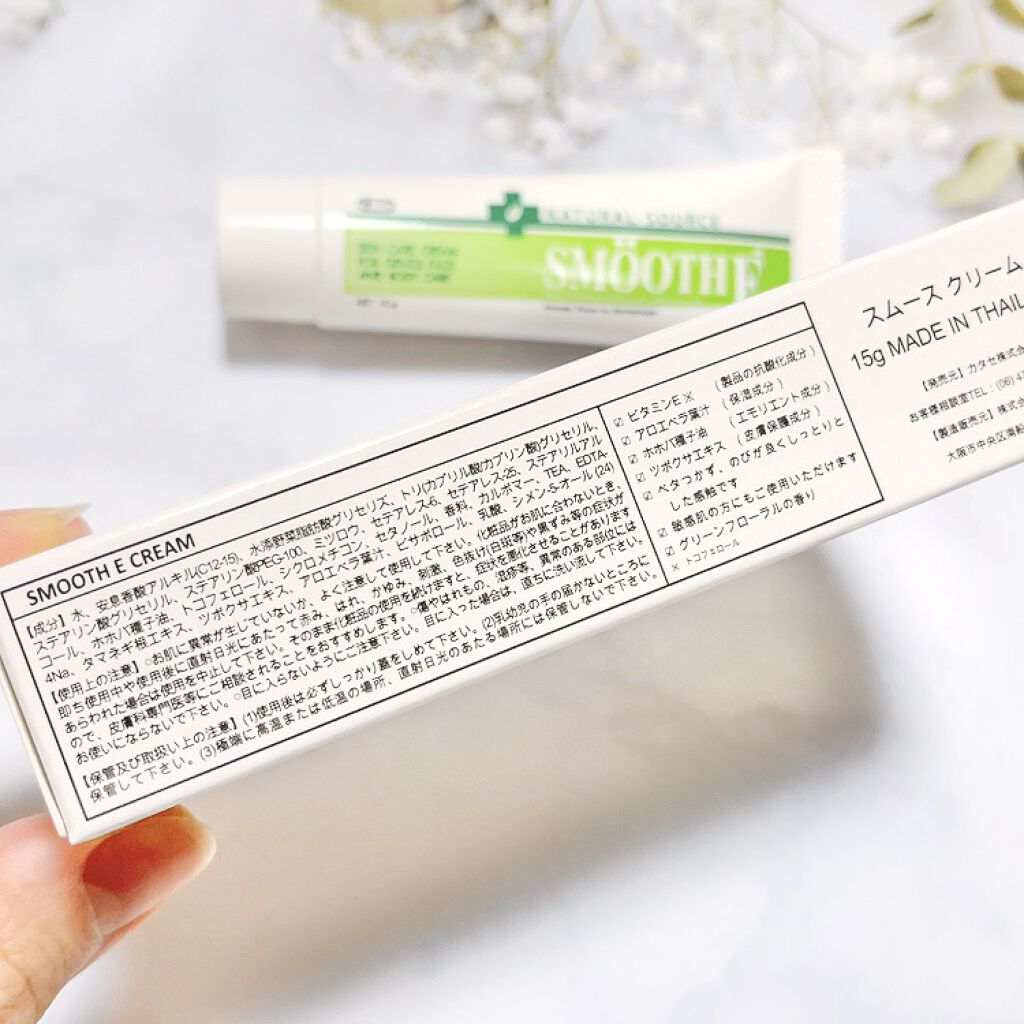 NATURAL SOURCE
SMÖOTH E
SKIN CARE CREAM
FOR
FACE
AND BODY CARE
SMOOTH E CREAM
【成分】水、安息香酸アルキル(C12-15)、水添野菜脂肪酸グリセリズ、トリ(カプリル酸/カプリン酸)グリセリル、
ステアリン酸グリセリル、ステアリン酸PEG-100、ミツロウ、セテアレス-6、セテアレス-25、ステアリルアル
コール、ホホバ種子油、トコフェロール、シクロメチコン、セタノール、香料、カルボマー、TEA、EDTA-
4Na、タマネギ根エキス、ツボクサエキス、アロエベラ葉汁、ビサボロール、乳酸、シメン-5-オール(24)
【使用上の注意】○お肌に異常が生じていないか、よく注意して使用して下さい。化粧品がお肌に合わないとき、
即ち使用中や使用後に直射日光にあたって赤み、はれ、かゆみ、刺激、色抜け(白斑等)や黒ずみ等の症状が
あらわれた場合は使用を中止して下さい。そのまま化粧品の使用を続けますと、症状を悪化させることがあります
ので、皮膚科専門医等にご相談されることをおすすめします。○傷やはれもの、湿疹等、異常のある部位には
お使いにならないで下さい。○目に入らないようにご注意下さい。目に入った場合は、直ちに洗い流して下さい。
【保管及び取扱い上の注意】(1)使用後は必ずしっかり蓋をしめて下さい。(2)乳幼児の手の届かないところに
保管して下さい。(3)極端に高温または低温の場所、直射日光のあたる場所には保管しないで下さい。
☑ ビタミンE※ (製品の抗酸化成分)
☑ アロエベラ葉汁 (保湿成分)
☑ ホホバ種子油 (エモリエント成分)
☑ ツボクサエキス (皮膚保護成分)
☑ ベタつかず、のびが良くしっとりと
した感触です
☑ 敏感肌の方にもご使用いただけます
☑ グリーンフローラルの香り
※ トコフェロール
スムース クリーム
15g MADE IN THAIL
【発売元】カタセ株式会
お客様相談室TEL:(06)4
【製造販売元】株式
大阪市中央区南船